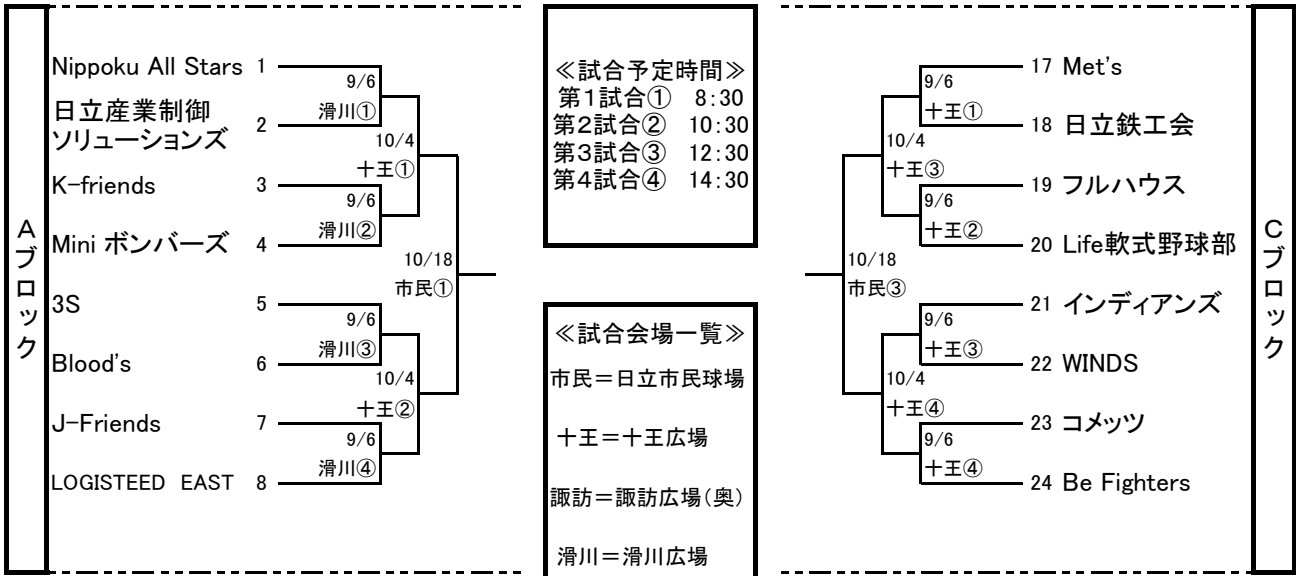 Aブロック
Nippoku All Stars 1
日立産業制御
ソリューションズ 2
K-friends 3
Mini ボンバーズ 4
3S 5
Blood's 6
J-Friends 7
LOGISTEED EAST 8
9/6
滑川①
9/6
滑川②
9/6
滑川③
9/6
滑川④
10/4
十王①
10/4
十王②
10/18
市民①
≪試合予定時間≫
第1試合① 8:30
第2試合② 10:30
第3試合③ 12:30
第4試合④ 14:30
≪試合会場一覧≫
市民=日立市民球場
十王=十王広場
諏訪=諏訪広場(奥)
滑川=滑川広場
10/18
市民③
10/4
十王③
10/4
十王④
9/6
十王①
9/6
十王②
9/6
十王③
9/6
十王④
17 Met's
18 日立鉄工会
19 フルハウス
20 Life軟式野球部
21 インディアンズ
22 WINDS
23 コメッツ
24 Be Fighters
Cブロック